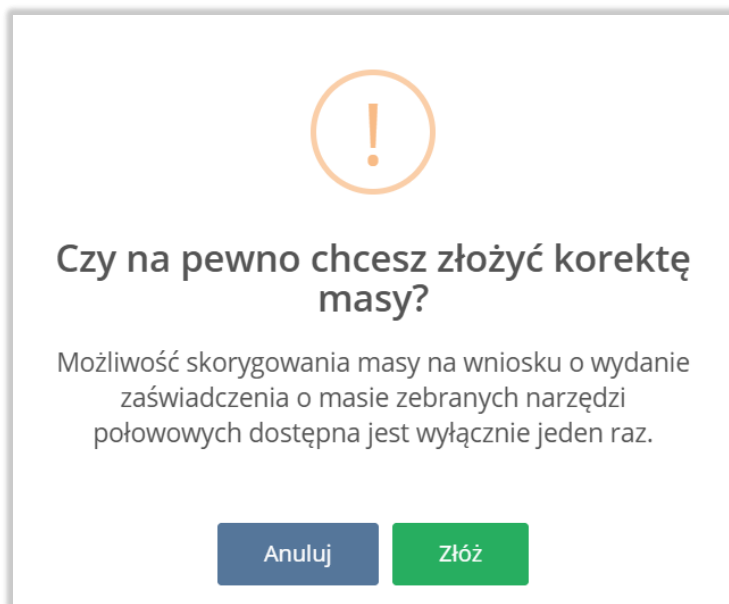 !
Czy na pewno chcesz złożyć korektę
masy?
Możliwość skorygowania masy na wniosku o wydanie
zaświadczenia o masie zebranych narzędzi
połowowych dostępna jest wyłącznie jeden raz.
Anuluj Złóż